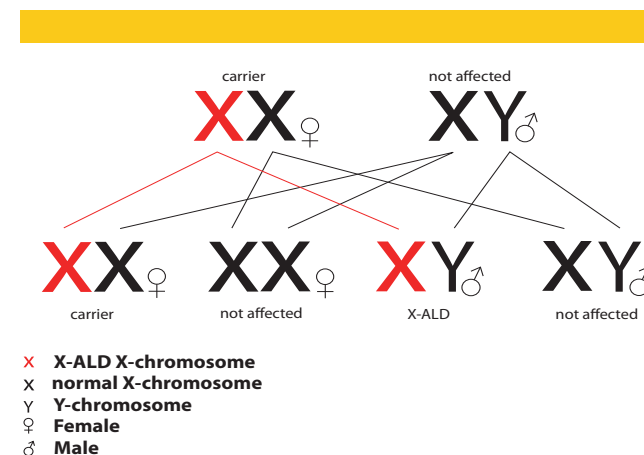 carrier not affected
XX♀ XY♂
XX♀ XX♀ XY♂ XY♂
carrier not affected X-ALD not affected
X X-ALD X-chromosome
X normal X-chromosome
Y Y-chromosome
♀ Female
♂ Male